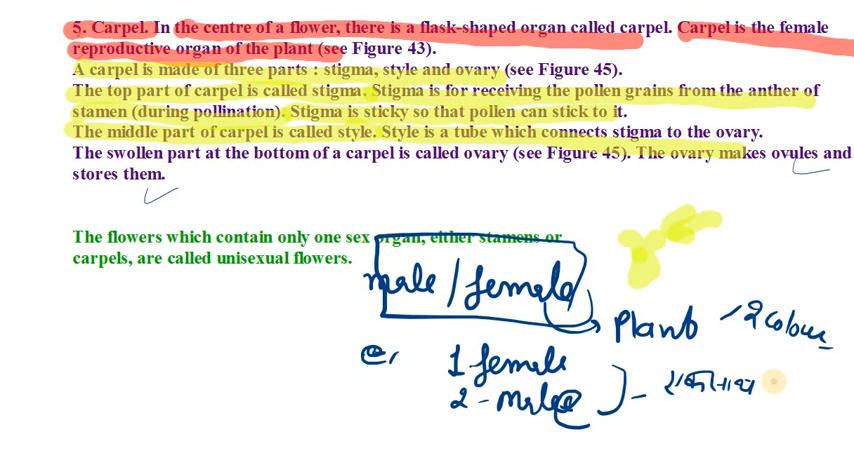 5. Carpel. In the centre of a flower, there is a flask-shaped organ called carpel. Carpel is the female
reproductive organ of the plant (see Figure 43).
A carpel is made of three parts : stigma, style and ovary (see Figure 45).
The top part of carpel is called stigma. Stigma is for receiving the pollen grains from the anther of
stamen (during pollination). Stigma is sticky so that pollen can stick to it.
The middle part of carpel is called style. Style is a tube which connects stigma to the ovary.
The swollen part at the bottom of a carpel is called ovary (see Figure 45). The ovary makes ovules and
stores them.
The flowers which contain only one sex organ, either stamens or
carpels, are called unisexual flowers.
male / female
Plant
1 female
2 - male